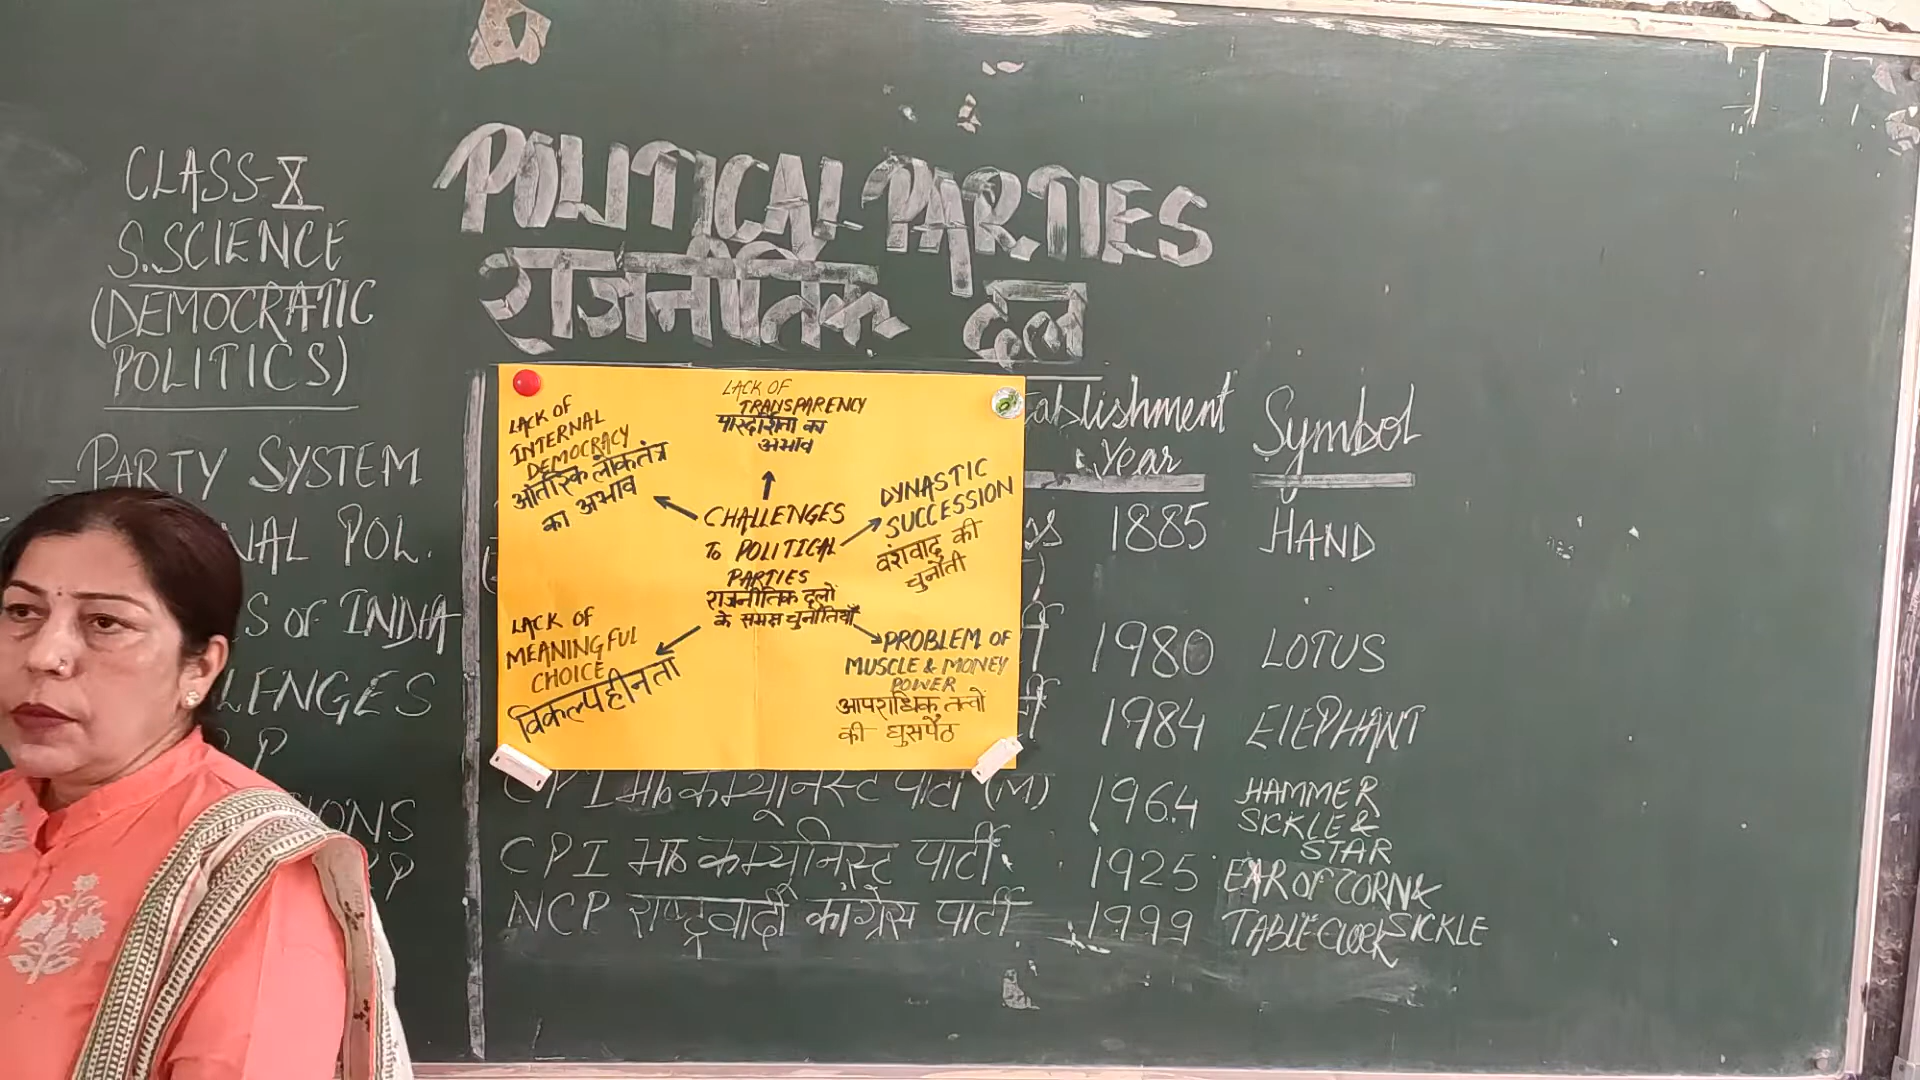 CLASS-X
S.SCIENCE
(DEMOCRATIC
POLITICS)
- PARTY SYSTEM
POL.
S OF INDIA
LENGES
P
IONS
P
POLITICAL PARTIES
राजनीतिक दल
LACK OF
INTERNAL
DEMOCRACY
आंतरिक लोकतंत्र
का अभाव
LACK OF
TRANSPARENCY
पारदर्शिता का
अभाव
CHALLENGES
To POLITICAL
PARTIES
राजनीतिक दलों
के समक्ष चुनौतियाँ
DYNASTIC
SUCCESSION
वंशवाद की
चुनौती
LACK OF
MEANINGFUL
CHOICE
विकल्पहीनता
PROBLEM OF
MUSCLE & MONEY
POWER
आपराधिक तत्वों
की घुसपैठ
ablishment Symbol
Year
1885 HAND
1980 LOTUS
1984 ElEPHANT
CPI भा० कम्यूनिस्ट पार्टी (M) 1964 HAMMER
SICKLE &
STAR
CPI भा० कम्यूनिस्ट पार्टी 1925 EAR OF CORN &
SICKLE
NCP राष्ट्रवादी कांग्रेस पार्टी 1999 TABLE CLOCK